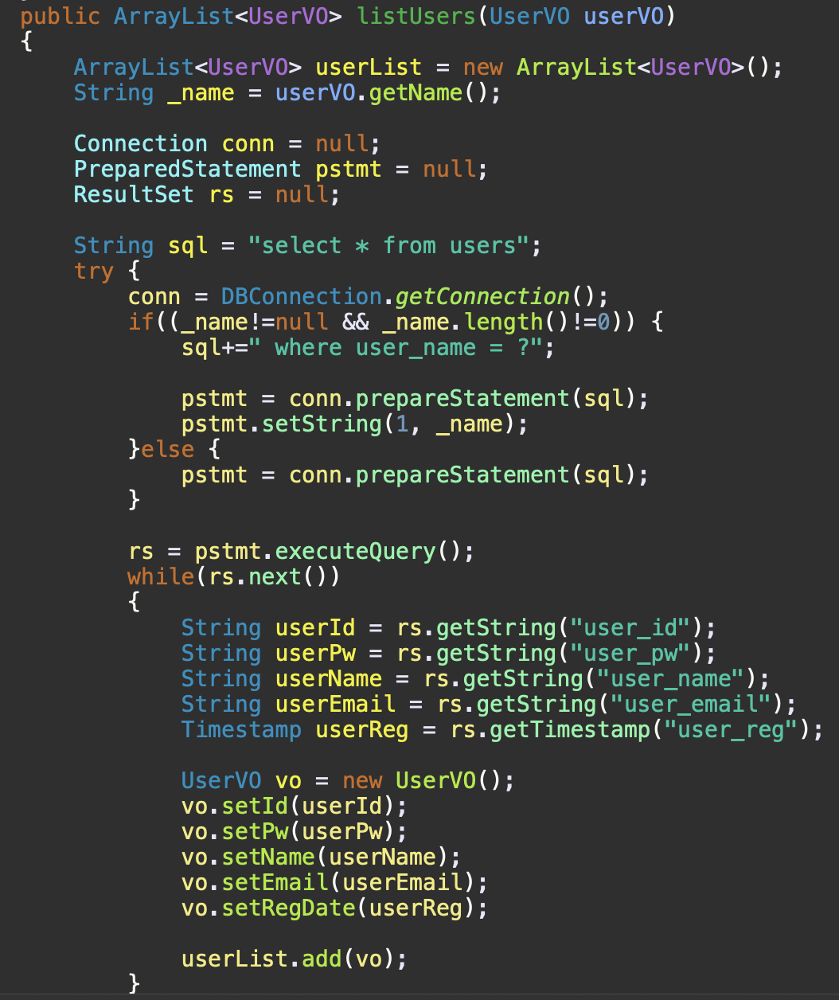 public ArrayList<UserVO> listUsers(UserVO userVO)
{
    ArrayList<UserVO> userList = new ArrayList<UserVO>();
    String _name = userVO.getName();

    Connection conn = null;
    PreparedStatement pstmt = null;
    ResultSet rs = null;

    String sql = "select * from users";
    try {
        conn = DBConnection.getConnection();
        if((_name!=null && _name.length()!=0)) {
            sql+=" where user_name = ?";

            pstmt = conn.prepareStatement(sql);
            pstmt.setString(1, _name);
        }else {
            pstmt = conn.prepareStatement(sql);
        }

        rs = pstmt.executeQuery();
        while(rs.next())
        {
            String userId = rs.getString("user_id");
            String userPw = rs.getString("user_pw");
            String userName = rs.getString("user_name");
            String userEmail = rs.getString("user_email");
            Timestamp userReg = rs.getTimestamp("user_reg");

            UserVO vo = new UserVO();
            vo.setId(userId);
            vo.setPw(userPw);
            vo.setName(userName);
            vo.setEmail(userEmail);
            vo.setRegDate(userReg);

            userList.add(vo);
        }